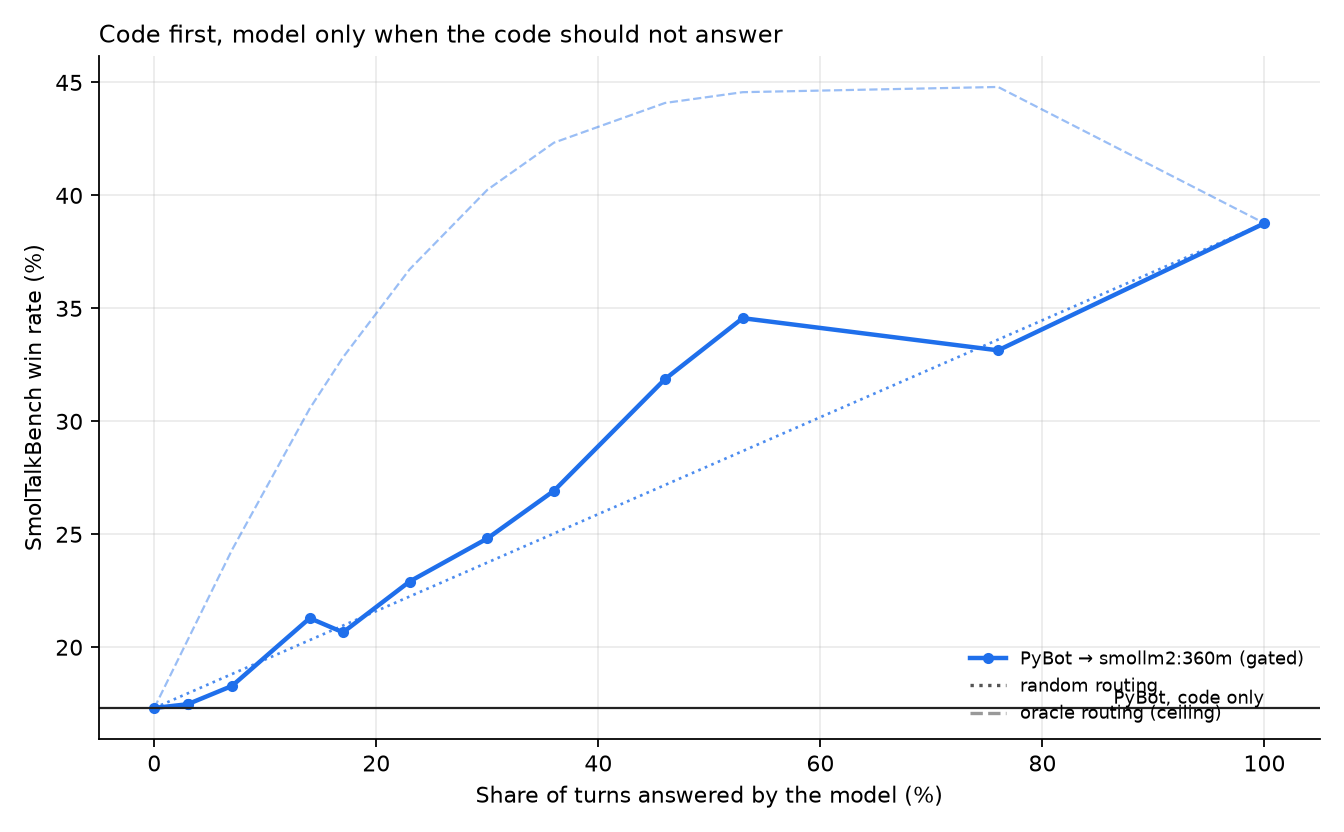 Code first, model only when the code should not answer
SmolTalkBench win rate (%)
45
40
35
30
25
20
PyBot → smollm2:360m (gated)
random routing
PyBot, code only
oracle routing (ceiling)
0
20
40
60
80
100
Share of turns answered by the model (%)